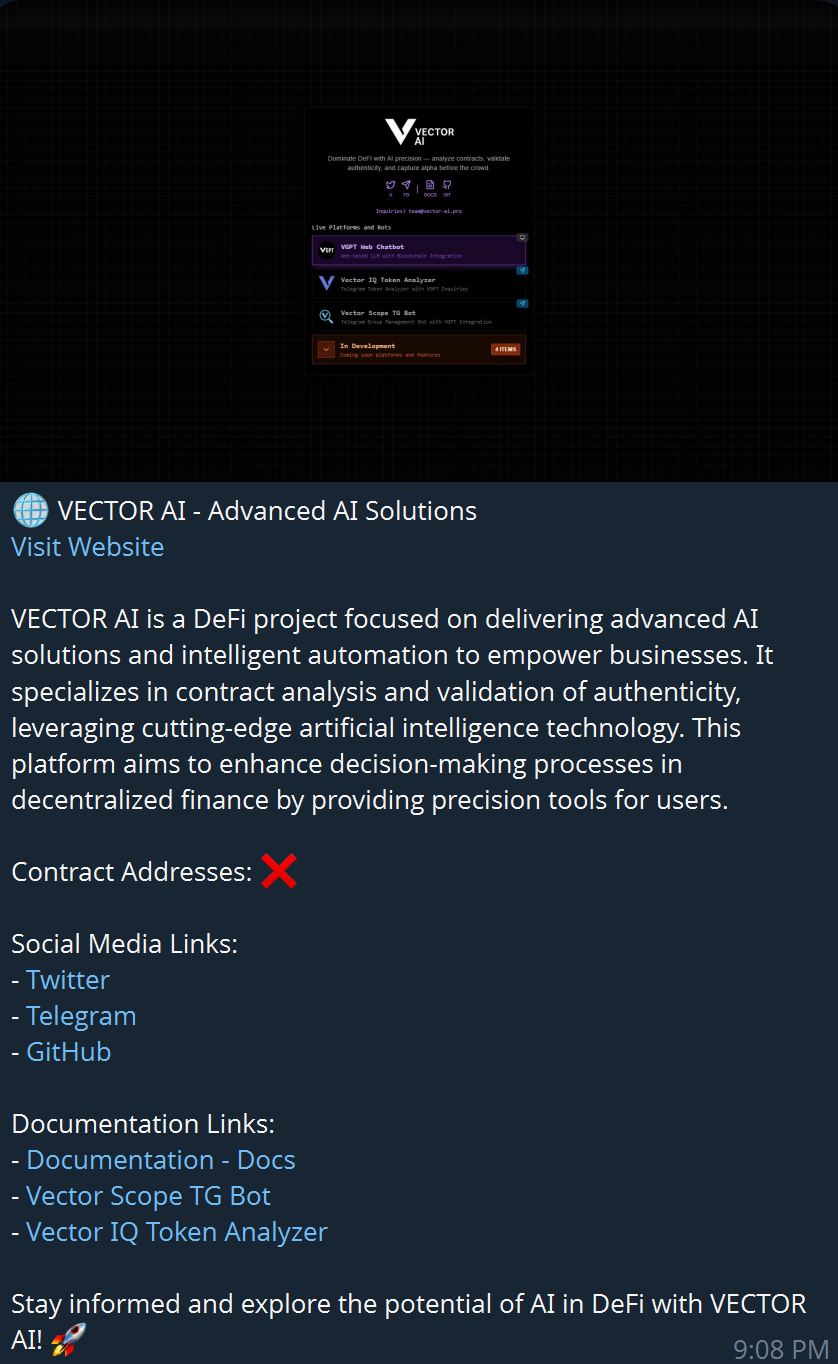 VECTOR
AI
Dominate DeFi with AI precision — analyze contracts, validate
authenticity, and capture alpha before the crowd.
X TG DOCS GIT
Inquiries? team@vector-ai.pro
Live Platforms and Bots
VGPT
VGPT Web Chatbot
Web-based LLM with Blockchain Integration
Vector IQ Token Analyzer
Telegram Token Analyzer with VGPT Inquiries
Vector Scope TG Bot
Telegram Group Management Bot with VGPT Integration
In Development
Coming soon platforms and features
4 ITEMS
🌐 VECTOR AI - Advanced AI Solutions
Visit Website
VECTOR AI is a DeFi project focused on delivering advanced AI
solutions and intelligent automation to empower businesses. It
specializes in contract analysis and validation of authenticity,
leveraging cutting-edge artificial intelligence technology. This
platform aims to enhance decision-making processes in
decentralized finance by providing precision tools for users.
Contract Addresses: ❌
Social Media Links:
- Twitter
- Telegram
- GitHub
Documentation Links:
- Documentation - Docs
- Vector Scope TG Bot
- Vector IQ Token Analyzer
Stay informed and explore the potential of AI in DeFi with VECTOR
AI! 🚀
9:08 PM